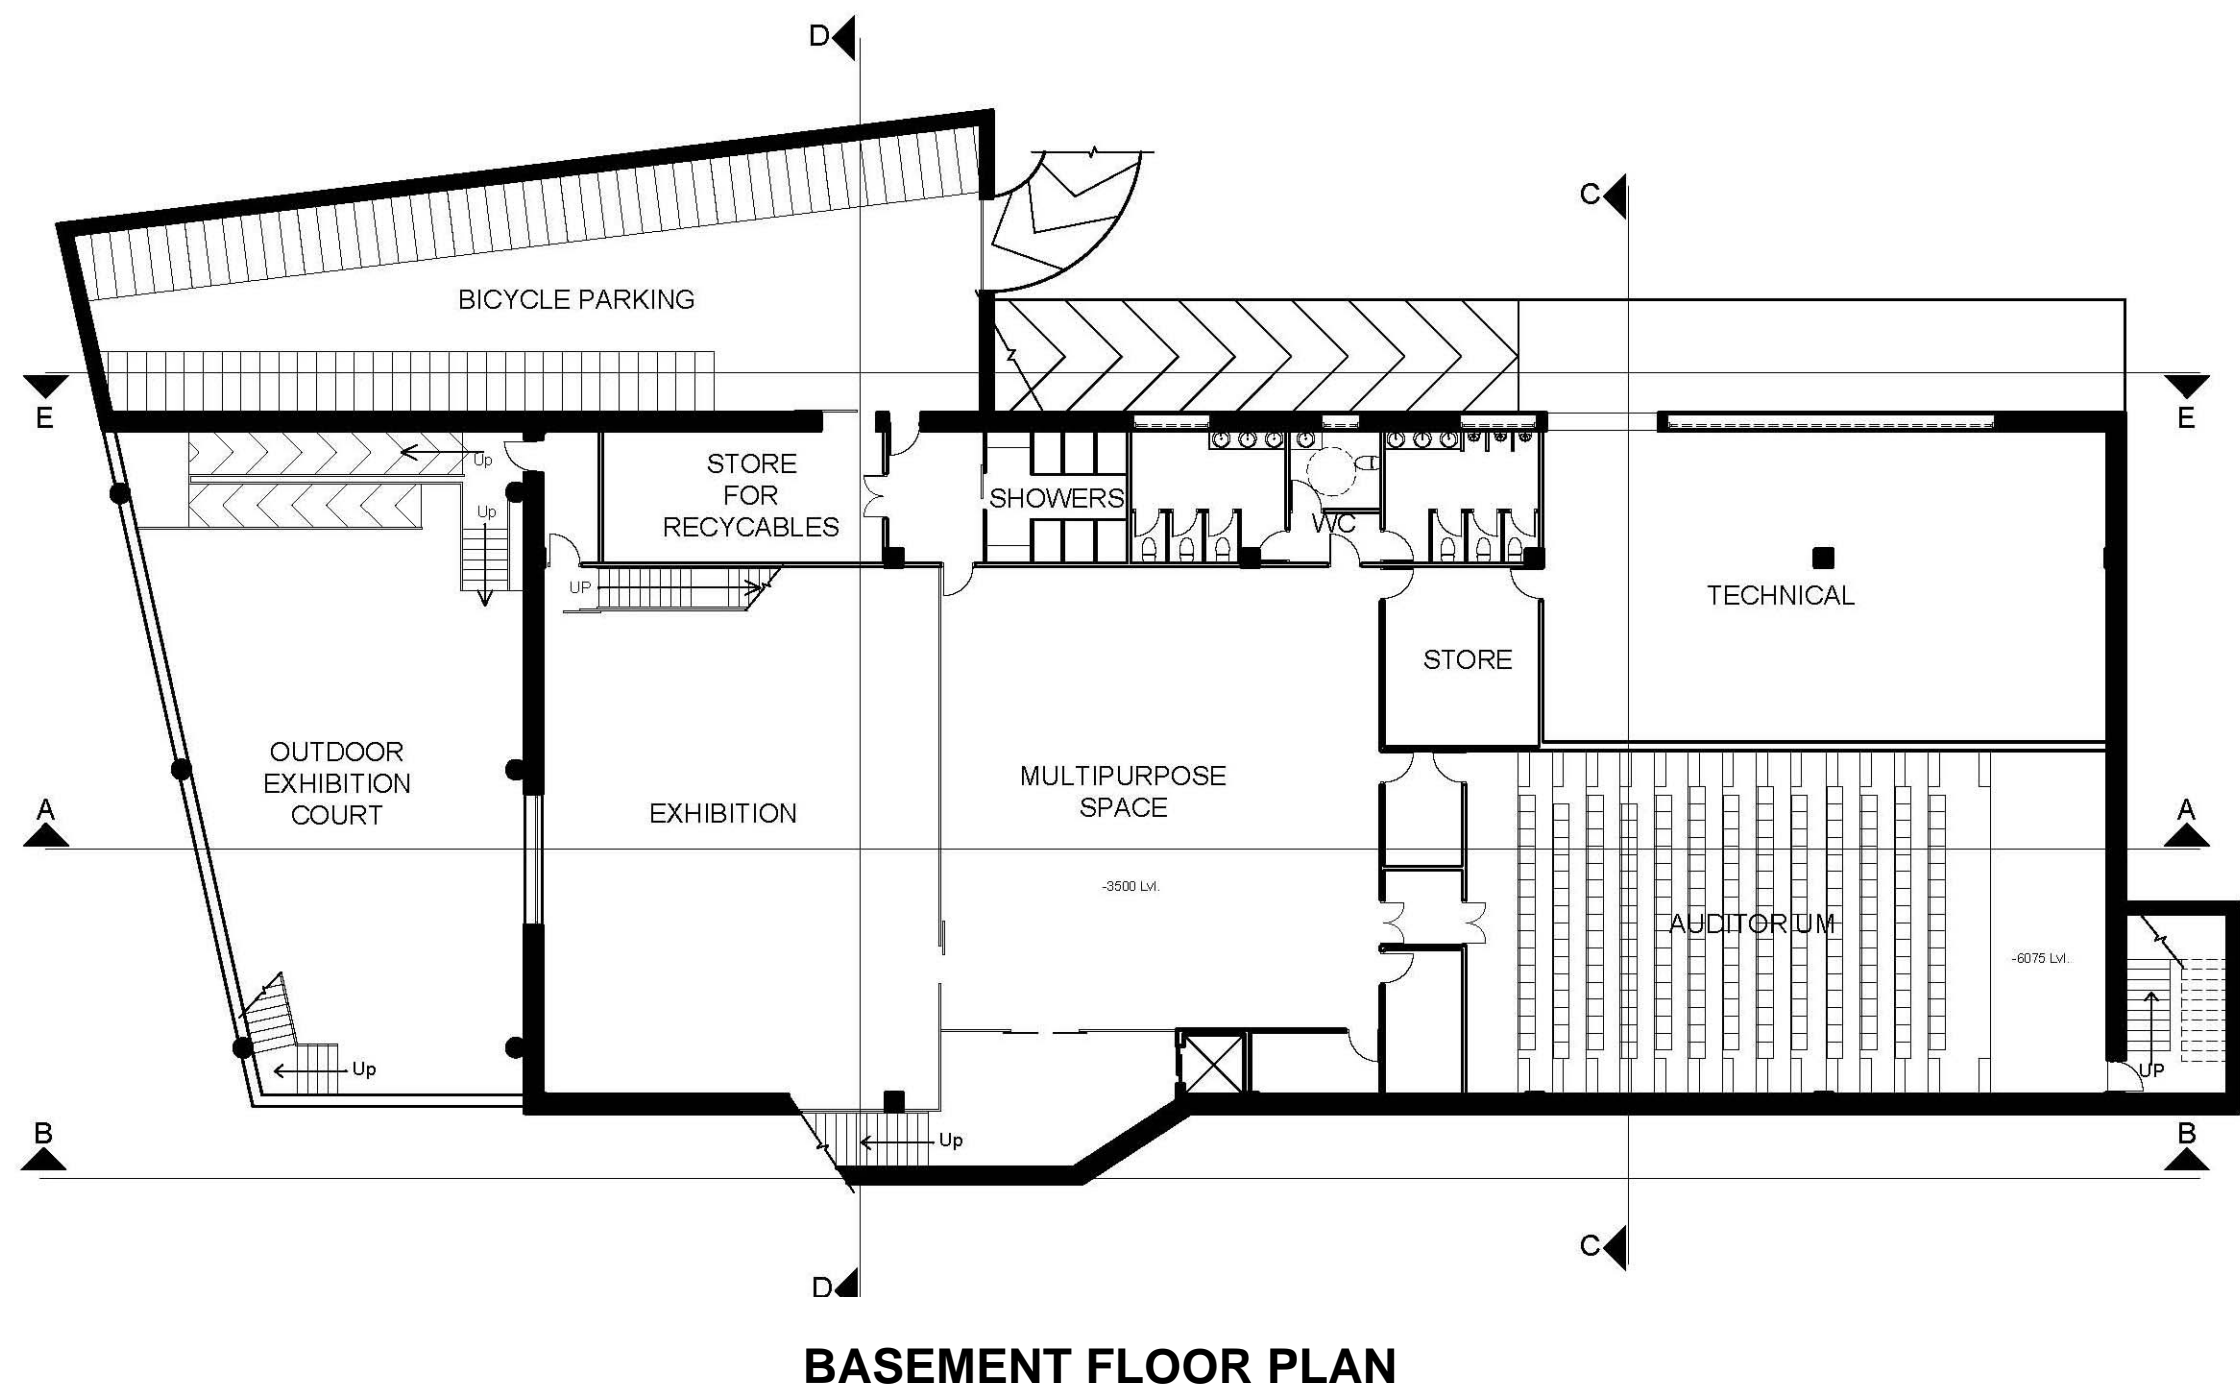 D
C
BICYCLE PARKING
E
E
Up
STORE
FOR
RECYCABLES
SHOWERS
Up
WC
UP
TECHNICAL
STORE
OUTDOOR
EXHIBITION
COURT
MULTIPURPOSE
SPACE
EXHIBITION
A
A
-3500 Lvl.
AUDITORIUM
-6075 Lvl.
Up
UP
B
B
Up
C
D
BASEMENT FLOOR PLAN